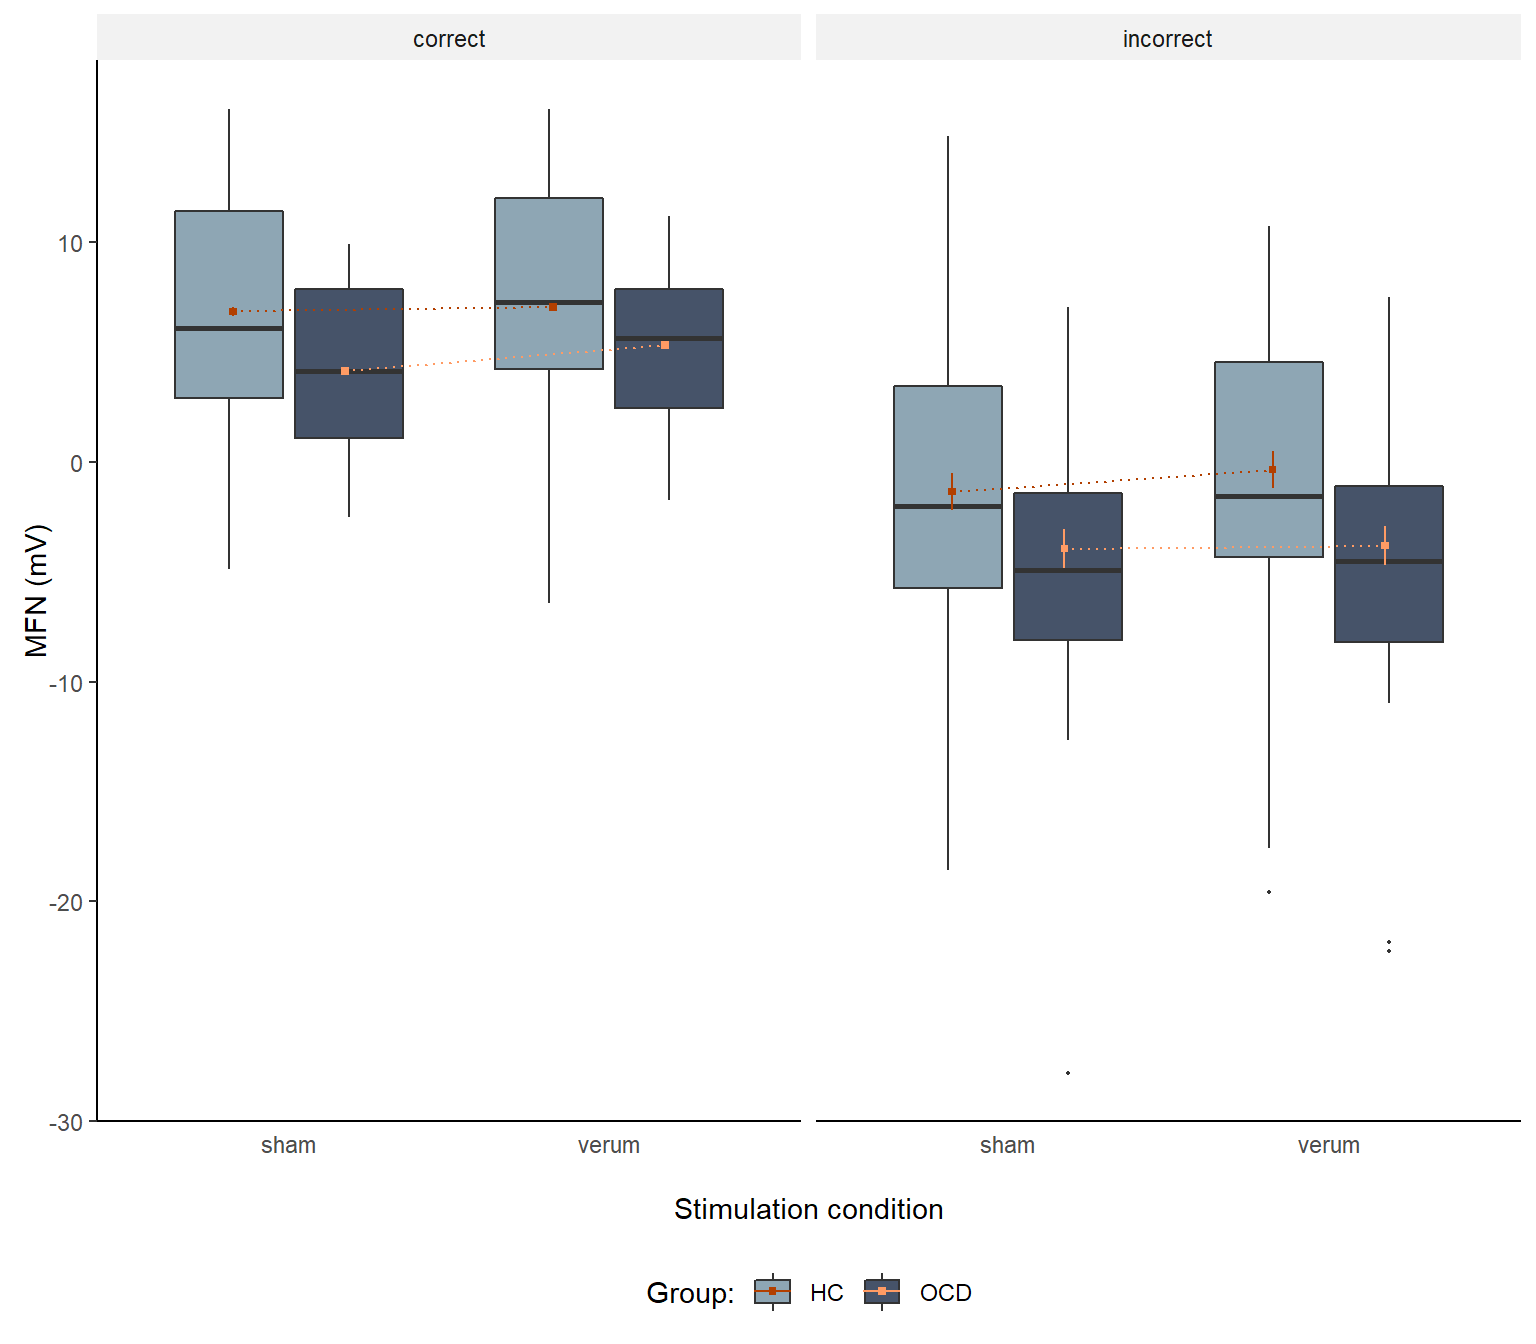 correct
incorrect
MFN (mV)
10
0
-10
-20
-30
sham
verum
sham
verum
Stimulation condition
Group: HC OCD